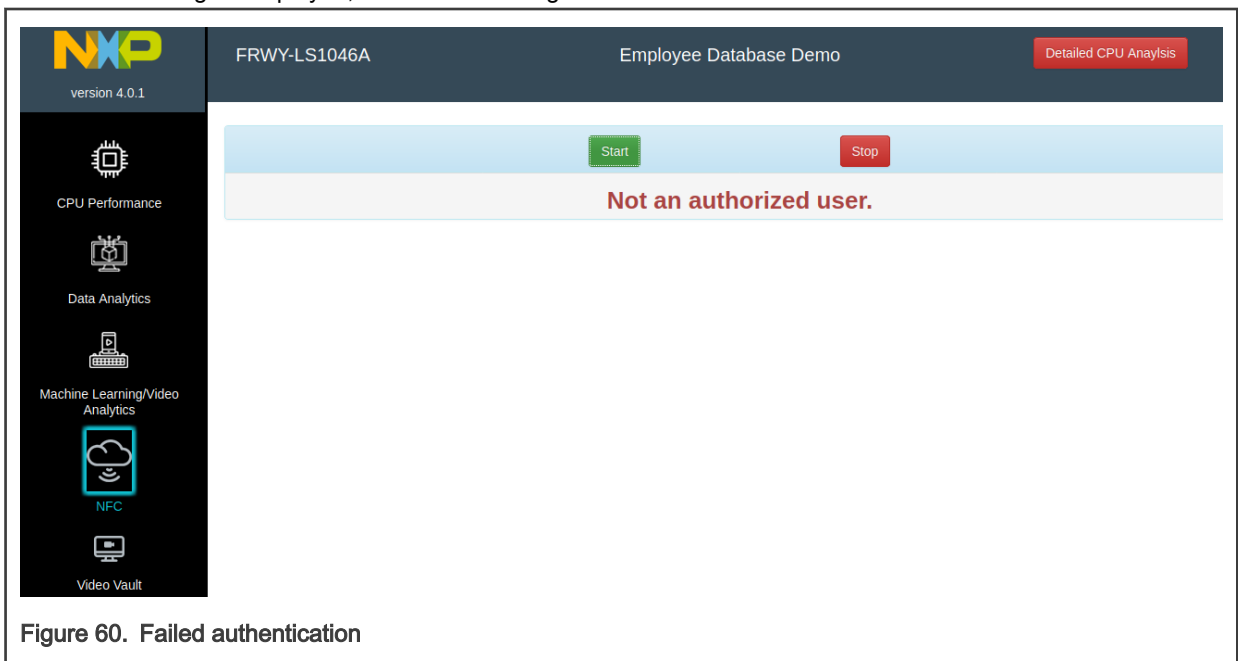 NXP
version 4.0.1
FRWY-LS1046A
Employee Database Demo
Detailed CPU Anaylsis
Start
Stop
Not an authorized user.
CPU Performance
Data Analytics
Machine Learning/Video
Analytics
NFC
Video Vault
Figure 60. Failed authentication